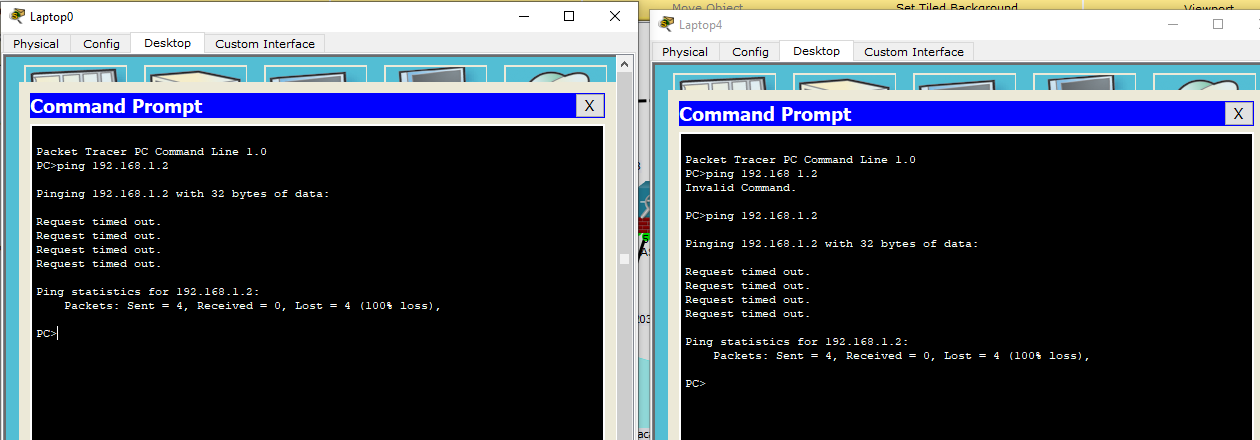 Move Object
Set Tiled Background
Viewport
Laptop0
Physical
Config
Desktop
Custom Interface
Command Prompt
X
Packet Tracer PC Command Line 1.0
PC>ping 192.168.1.2
Pinging 192.168.1.2 with 32 bytes of data:
Request timed out.
Request timed out.
Request timed out.
Request timed out.
Ping statistics for 192.168.1.2:
Packets: Sent = 4, Received = 0, Lost = 4 (100% loss),
PC>
Laptop4
Physical
Config
Desktop
Custom Interface
Command Prompt
X
Packet Tracer PC Command Line 1.0
PC>ping 192.168 1.2
Invalid Command.
PC>ping 192.168.1.2
Pinging 192.168.1.2 with 32 bytes of data:
Request timed out.
Request timed out.
Request timed out.
Request timed out.
Ping statistics for 192.168.1.2:
Packets: Sent = 4, Received = 0, Lost = 4 (100% loss),
PC>